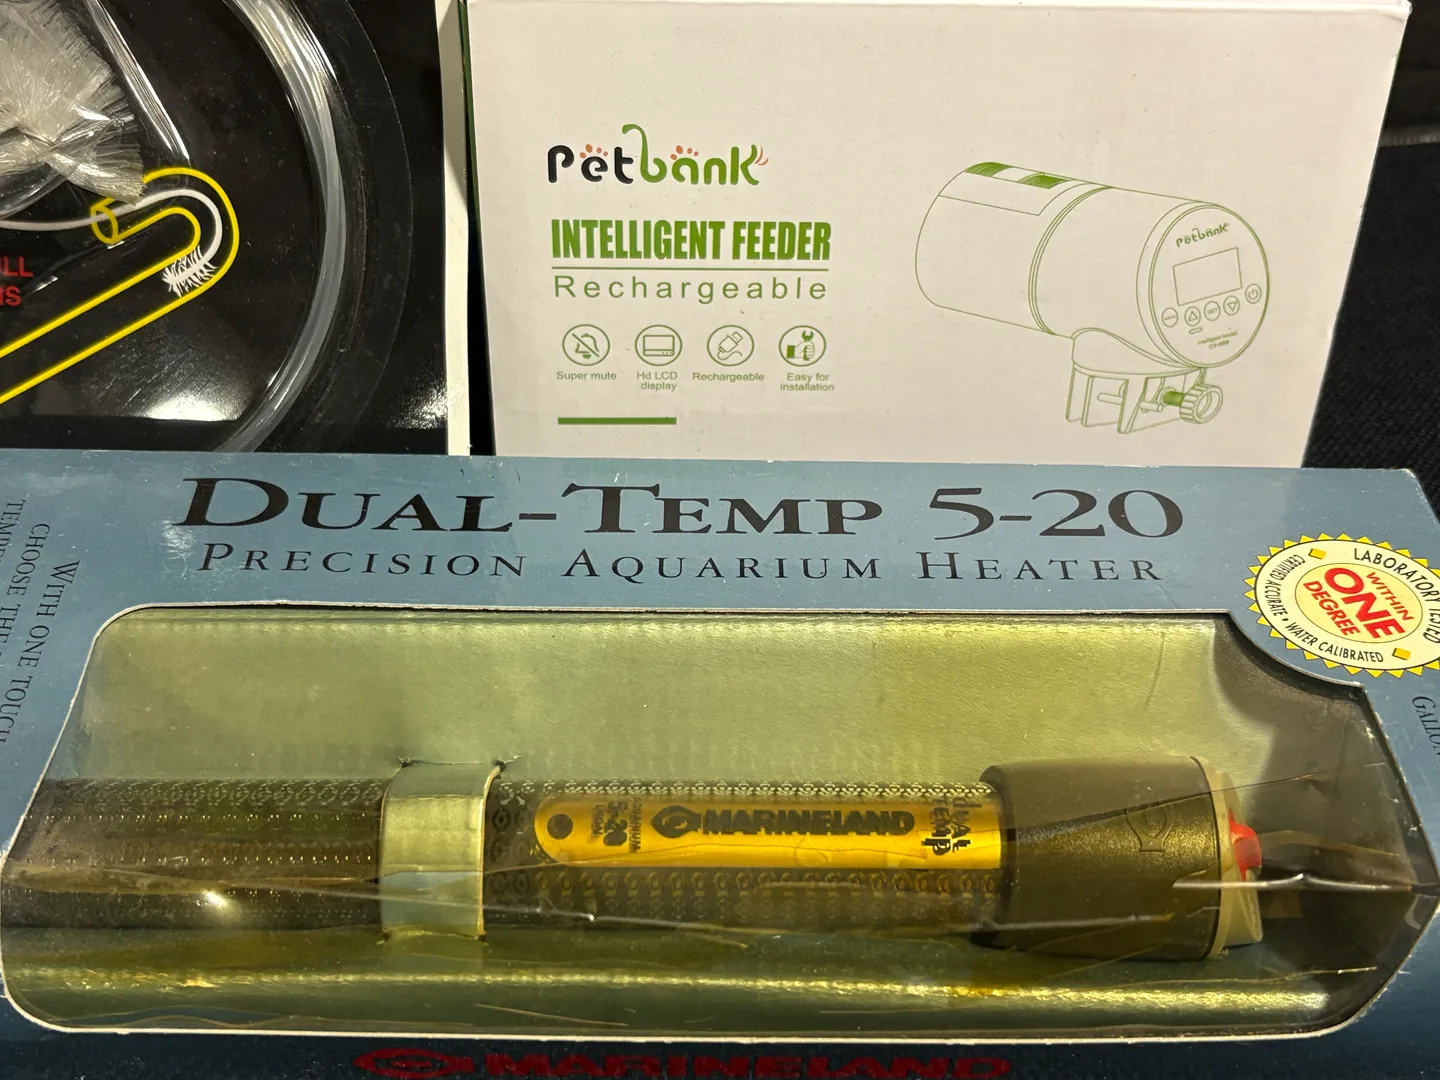 Petbank
INTELLIGENT FEEDER
Rechargeable
Super mute
Hd LCD
display
Rechargeable
Easy for
installation
Petbank
SET
DUAL-TEMP 5-20
PRECISION AQUARIUM HEATER
WITH ONE TOUCH
CHOOSE THE
LABORATORY TESTED
WITHIN
ONE
DEGREE
CERTIFIED ACCURATE • WATER CALIBRATED
GALLON
5-20
MARINELAND
DUAL
Temp
MARINELAND